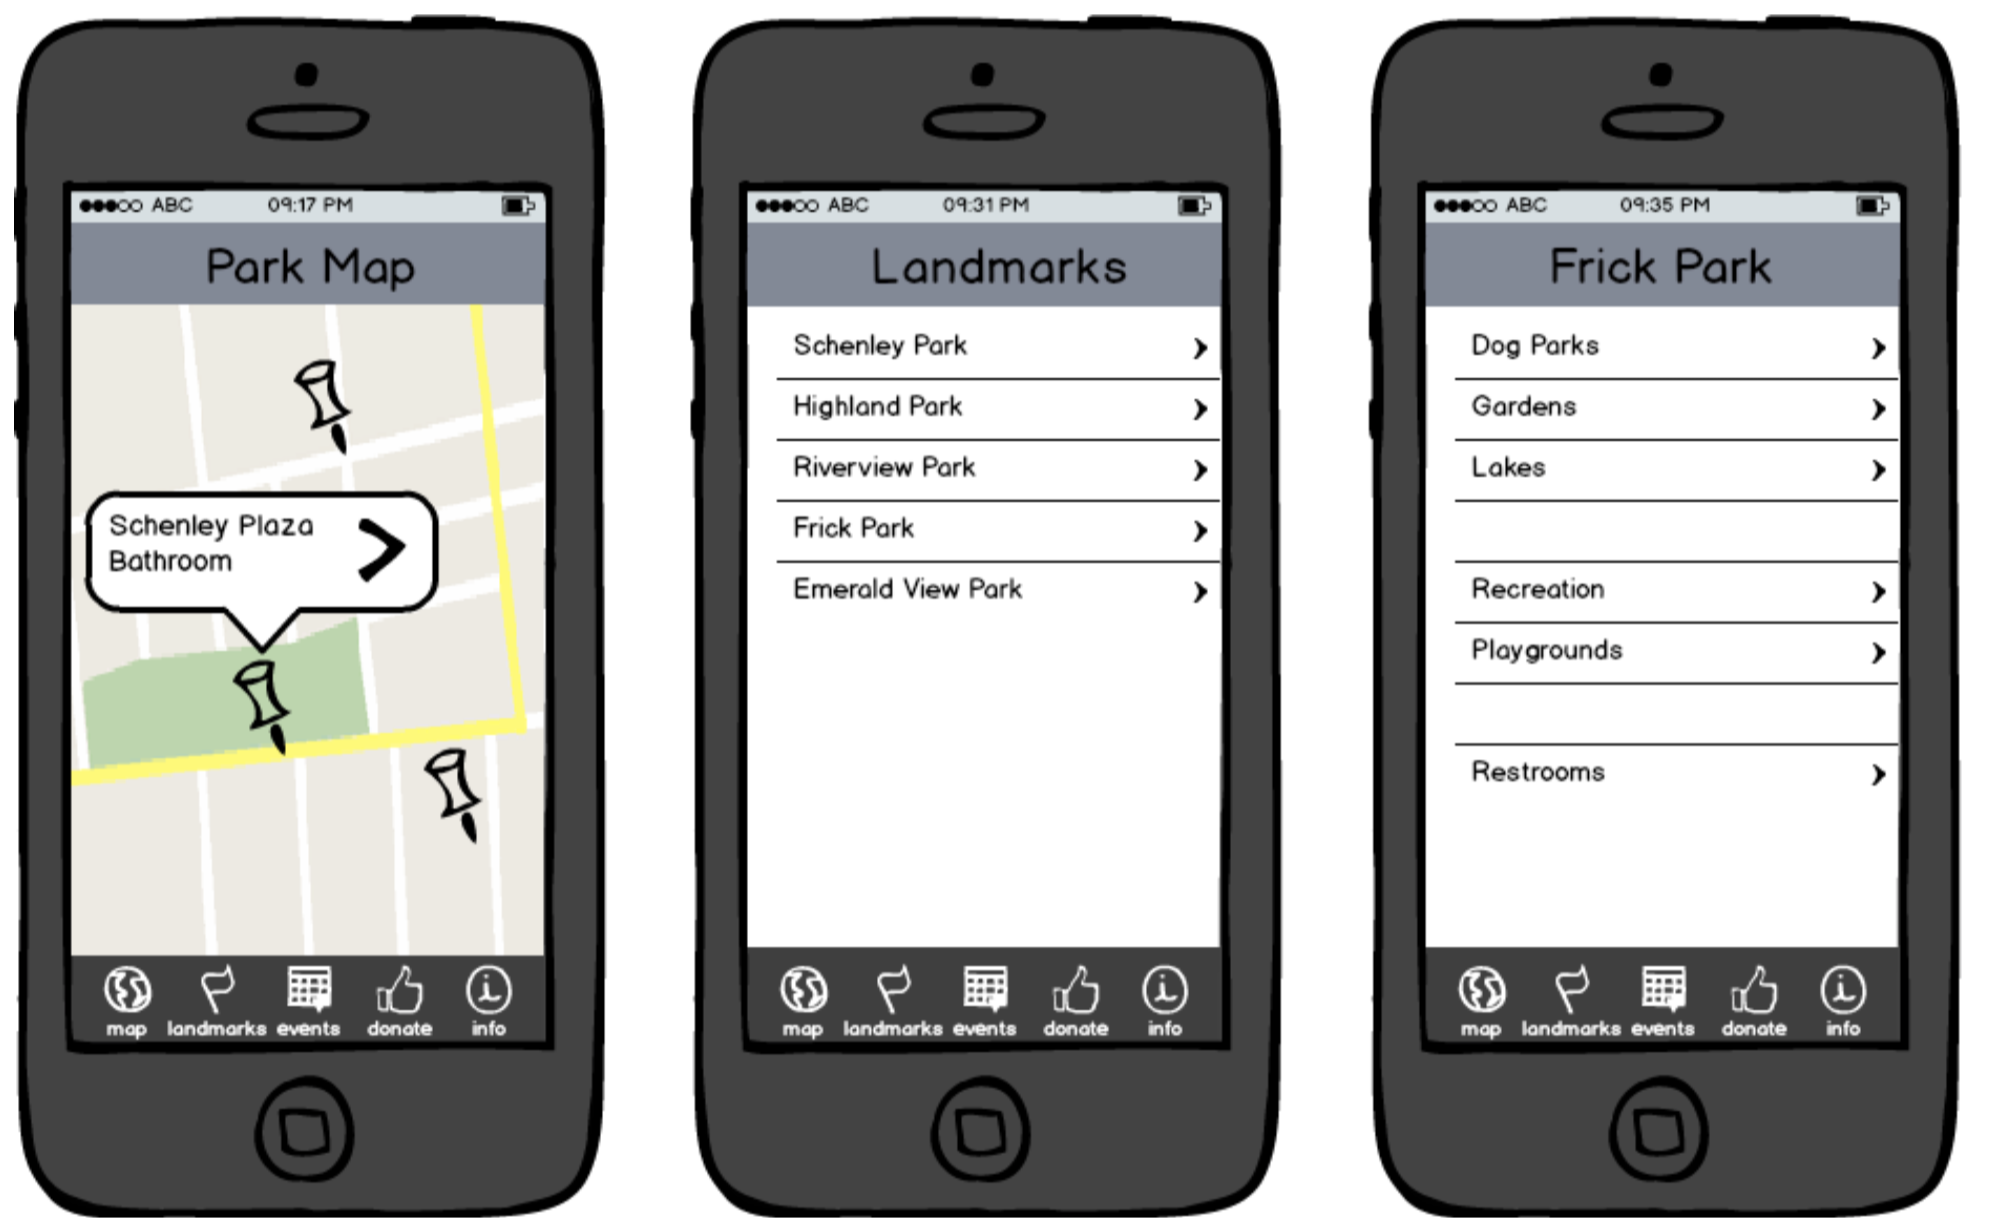 ABC 09:17 PM
Park Map
Schenley Plaza
Bathroom
map landmarks events donate info
ABC 09:31 PM
Landmarks
Schenley Park
Highland Park
Riverview Park
Frick Park
Emerald View Park
map landmarks events donate info
ABC 09:35 PM
Frick Park
Dog Parks
Gardens
Lakes
Recreation
Playgrounds
Restrooms
map landmarks events donate info